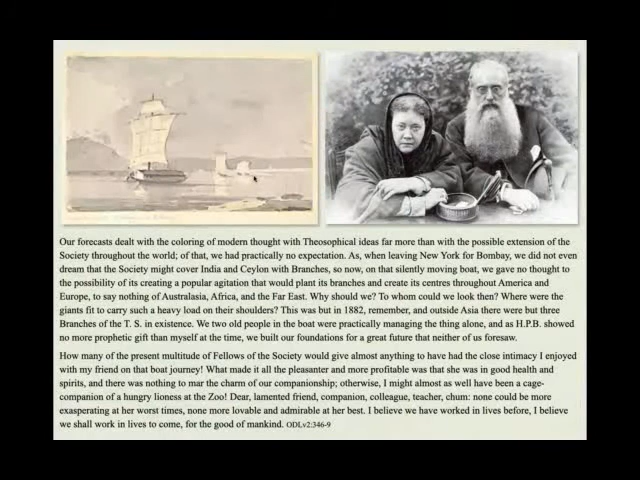 Our forecasts dealt with the coloring of modern thought with Theosophical ideas far more than with the possible extension of the
Society throughout the world; of that, we had practically no expectation. As, when leaving New York for Bombay, we did not even
dream that the Society might cover India and Ceylon with Branches, so now, on that silently moving boat, we gave no thought to
the possibility of its creating a popular agitation that would plant its branches and create its centres throughout America and
Europe, to say nothing of Australasia, Africa, and the Far East. Why should we? To whom could we look then? Where were the
giants fit to carry such a heavy load on their shoulders? This was but in 1882, remember, and outside Asia there were but three
Branches of the T. S. in existence. We two old people in the boat were practically managing the thing alone, and as H.P.B. showed
no more prophetic gift than myself at the time, we built our foundations for a great future that neither of us foresaw.
How many of the present multitude of Fellows of the Society would give almost anything to have had the close intimacy I enjoyed
with my friend on that boat journey! What made it all the pleasanter and more profitable was that she was in good health and
spirits, and there was nothing to mar the charm of our companionship; otherwise, I might almost as well have been a cage-
companion of a hungry lioness at the Zoo! Dear, lamented friend, companion, colleague, teacher, chum: none could be more
exasperating at her worst times, none more lovable and admirable at her best. I believe we have worked in lives before, I believe
we shall work in lives to come, for the good of mankind. ODLv2:346-9